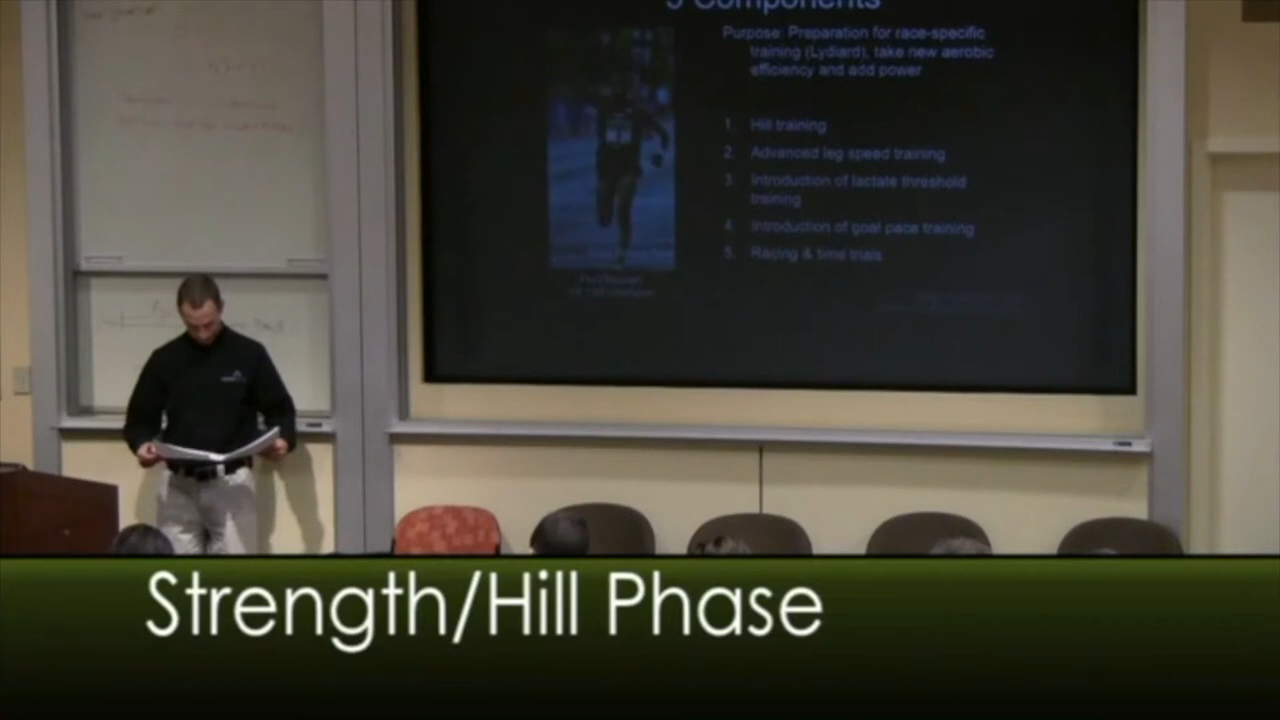 5 Components
Purpose: Preparation for race-specific
training (Lydiard), take new aerobic
efficiency and add power
1. Hill training
2. Advanced leg speed training
3. Introduction of lactate threshold
training
4. Introduction of goal pace training
5. Racing & time trials
Strength/Hill Phase